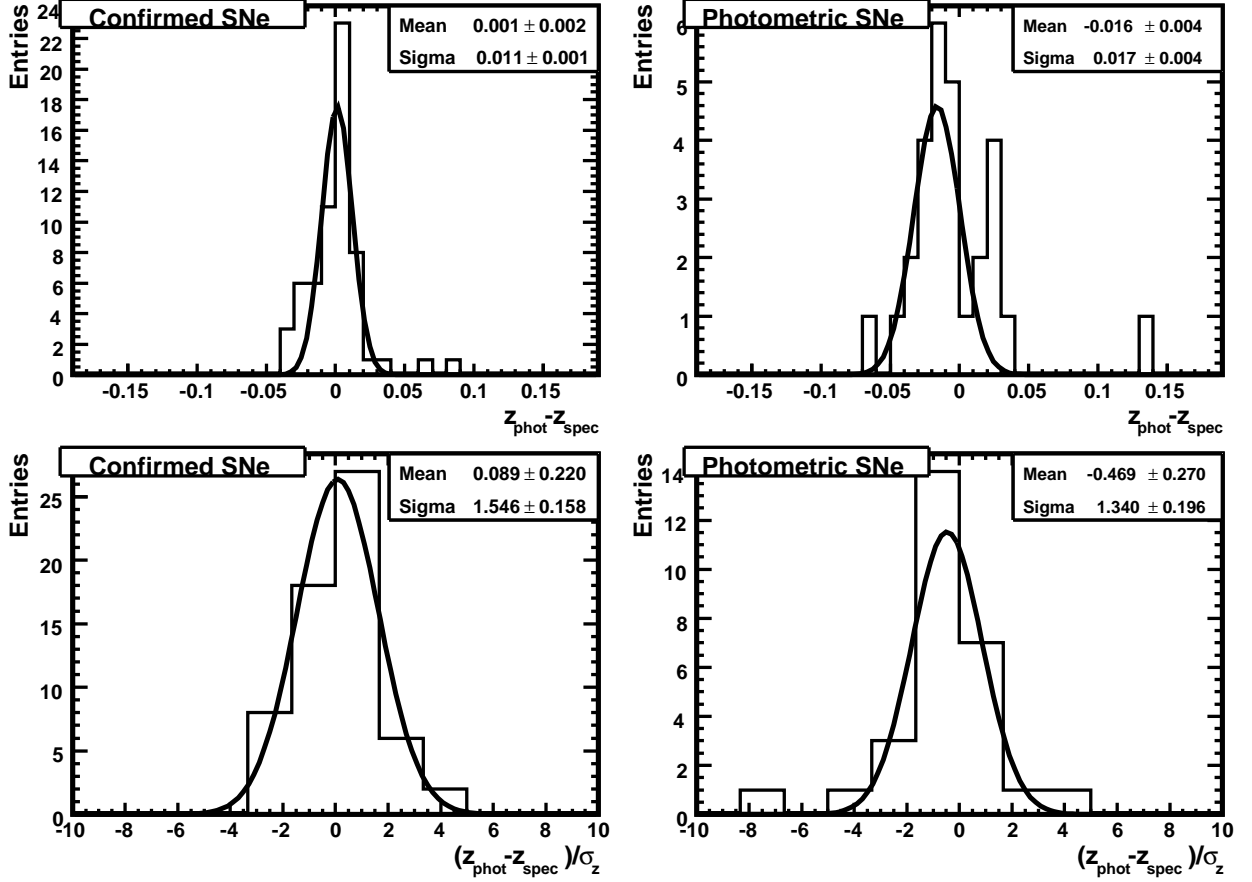 Confirmed SNe
Mean 0.001 ± 0.002
Sigma 0.011 ± 0.001
Entries
24
22
20
18
16
14
12
10
8
6
4
2
0
-0.15 -0.1 -0.05 0 0.05 0.1 0.15
z_phot-z_spec
Photometric SNe
Mean -0.016 ± 0.004
Sigma 0.017 ± 0.004
Entries
6
5
4
3
2
1
0
-0.15 -0.1 -0.05 0 0.05 0.1 0.15
z_phot-z_spec
Confirmed SNe
Mean 0.089 ± 0.220
Sigma 1.546 ± 0.158
Entries
25
20
15
10
5
0
-10 -8 -6 -4 -2 0 2 4 6 8 10
(z_phot-z_spec )/σ_z
Photometric SNe
Mean -0.469 ± 0.270
Sigma 1.340 ± 0.196
Entries
14
12
10
8
6
4
2
0
-10 -8 -6 -4 -2 0 2 4 6 8 10
(z_phot-z_spec )/σ_z